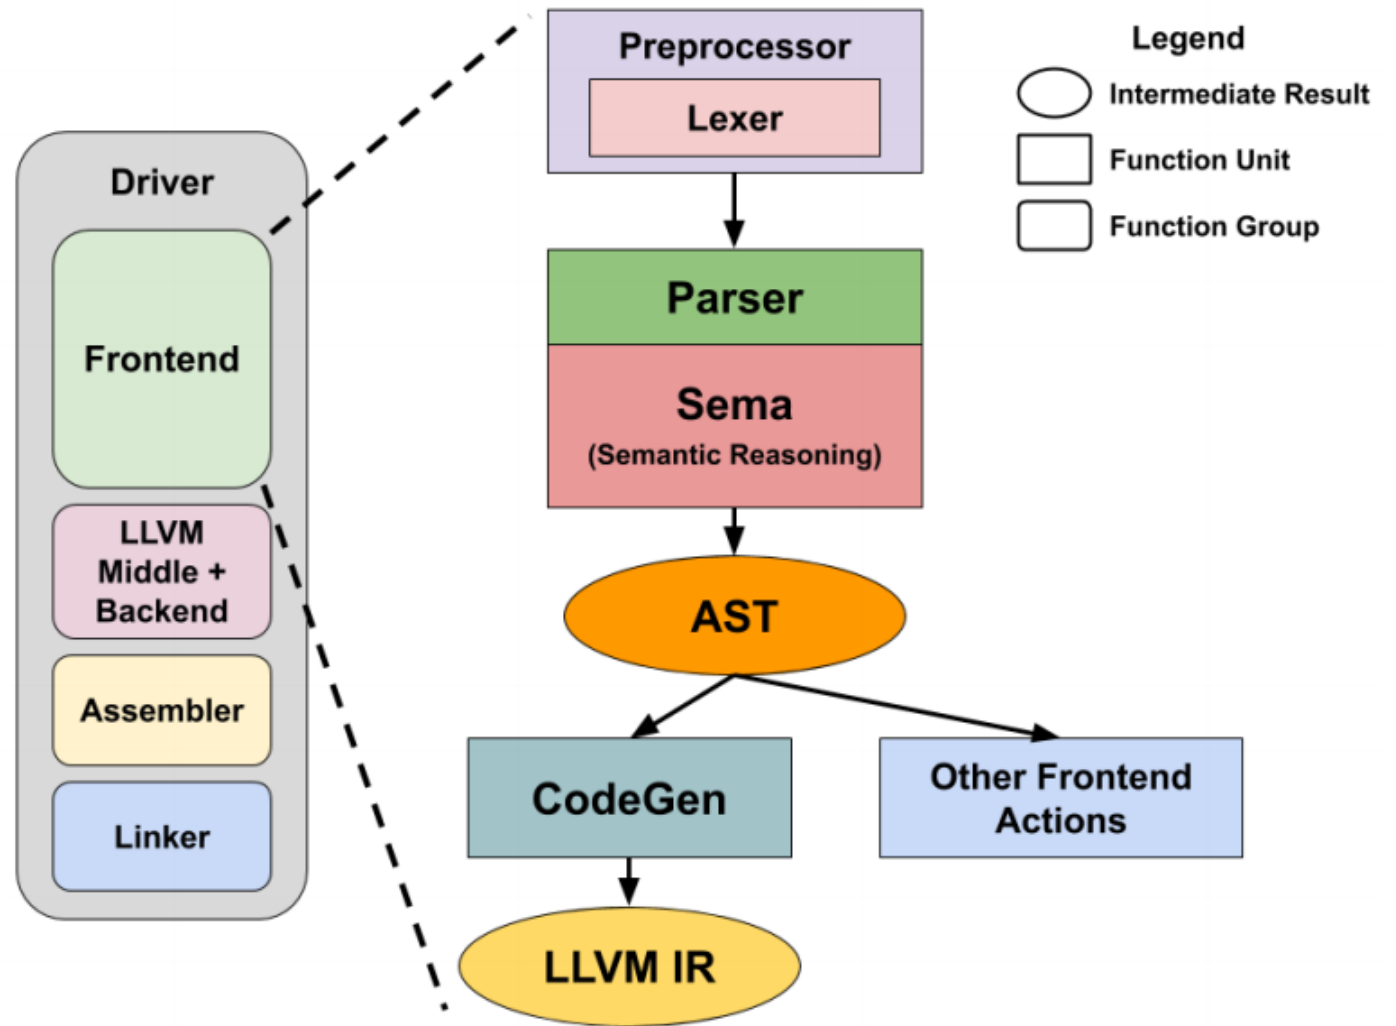 Preprocessor
Lexer
Legend
Intermediate Result
Function Unit
Function Group
Driver
Frontend
LLVM
Middle +
Backend
Assembler
Linker
Parser
Sema
(Semantic Reasoning)
AST
CodeGen
Other Frontend
Actions
LLVM IR